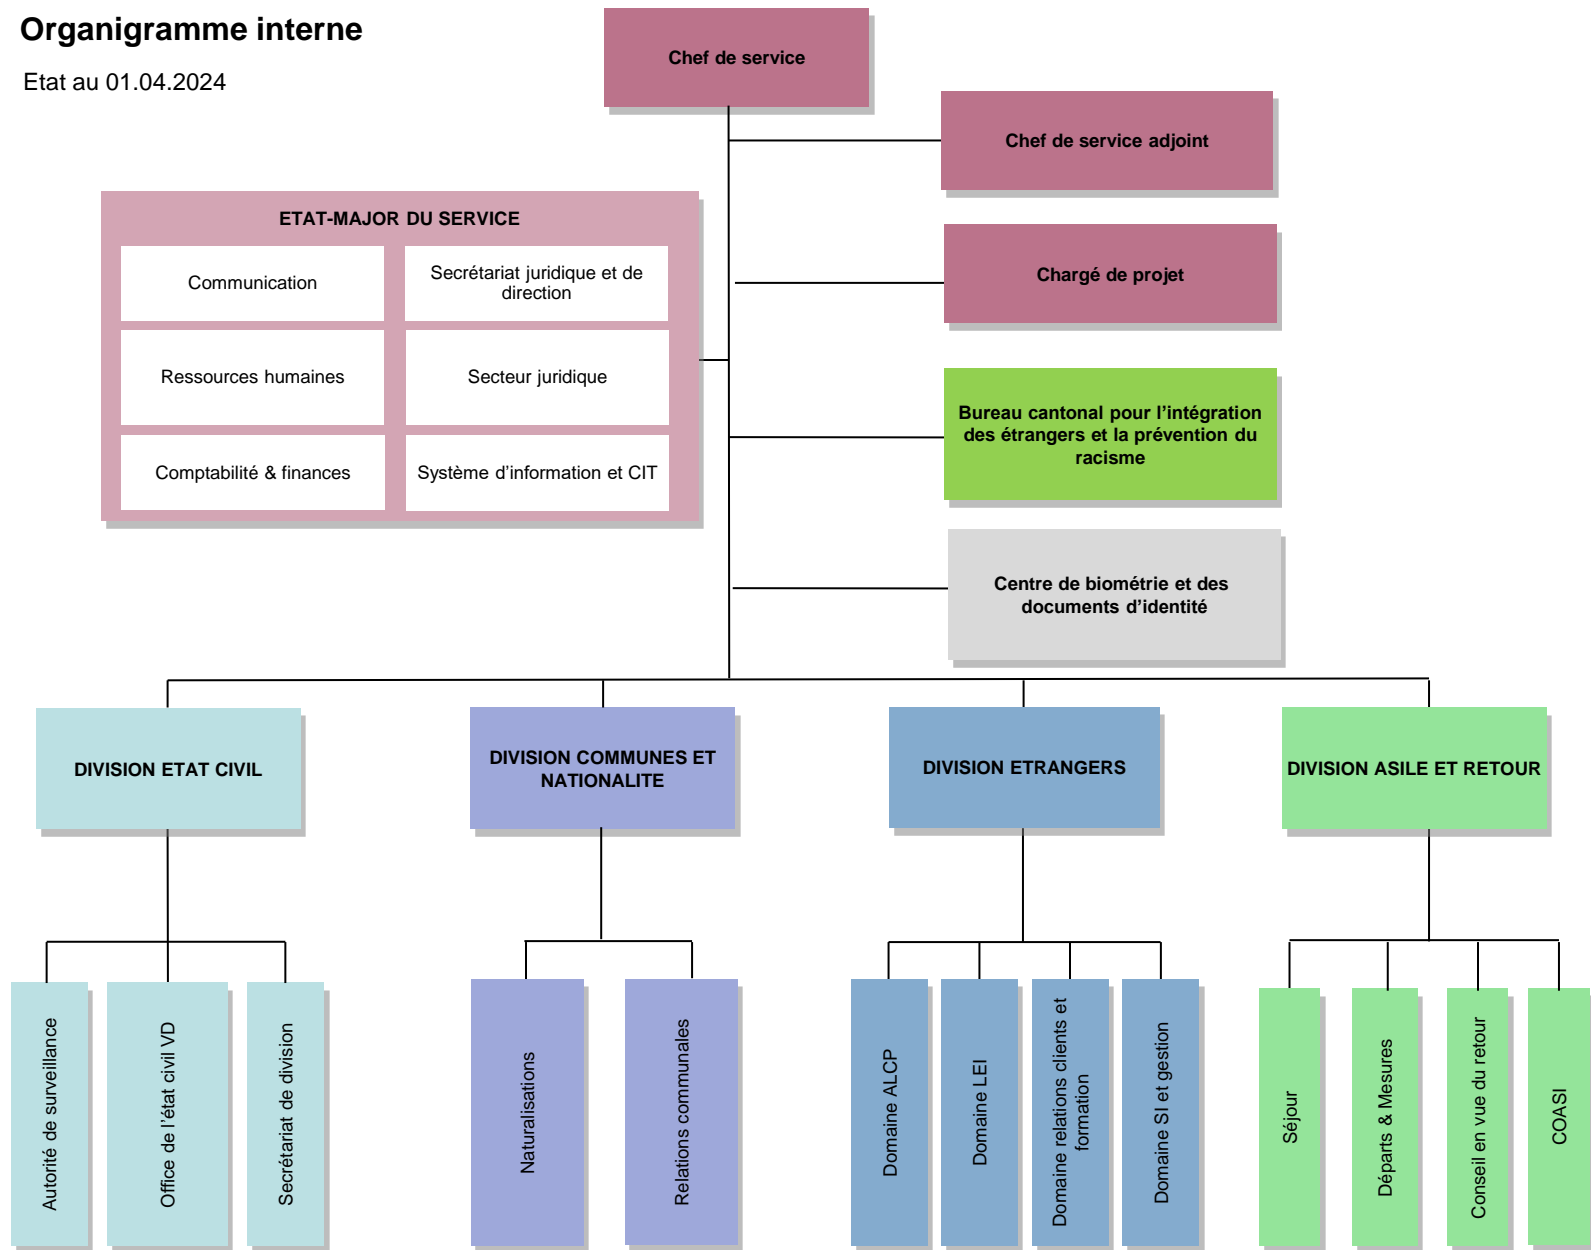 Organigramme interne
Etat au 01.04.2024
Chef de service
Chef de service adjoint
ETAT-MAJOR DU SERVICE
Communication
Secrétariat juridique et de
direction
Ressources humaines
Secteur juridique
Comptabilité & finances
Système d’information et CIT
Chargé de projet
Bureau cantonal pour l’intégration
des étrangers et la prévention du
racisme
Centre de biométrie et des
documents d’identité
DIVISION ETAT CIVIL
DIVISION COMMUNES ET
NATIONALITE
DIVISION ETRANGERS
DIVISION ASILE ET RETOUR
Autorité de surveillance
Office de l’état civil VD
Secrétariat de division
Naturalisations
Relations communales
Domaine ALCP
Domaine LEI
Domaine relations clients et
formation
Domaine SI et gestion
Séjour
Départs & Mesures
Conseil en vue du retour
COASI